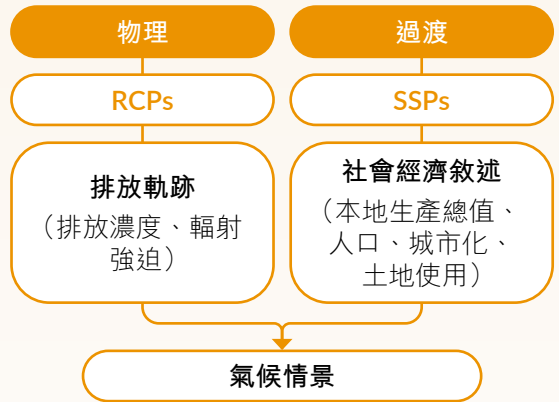 物理
過渡
RCPs
SSPs
排放軌跡
（排放濃度、輻射
強迫）
社會經濟敘述
（本地生產總值、
人口、城市化、
土地使用）
氣候情景